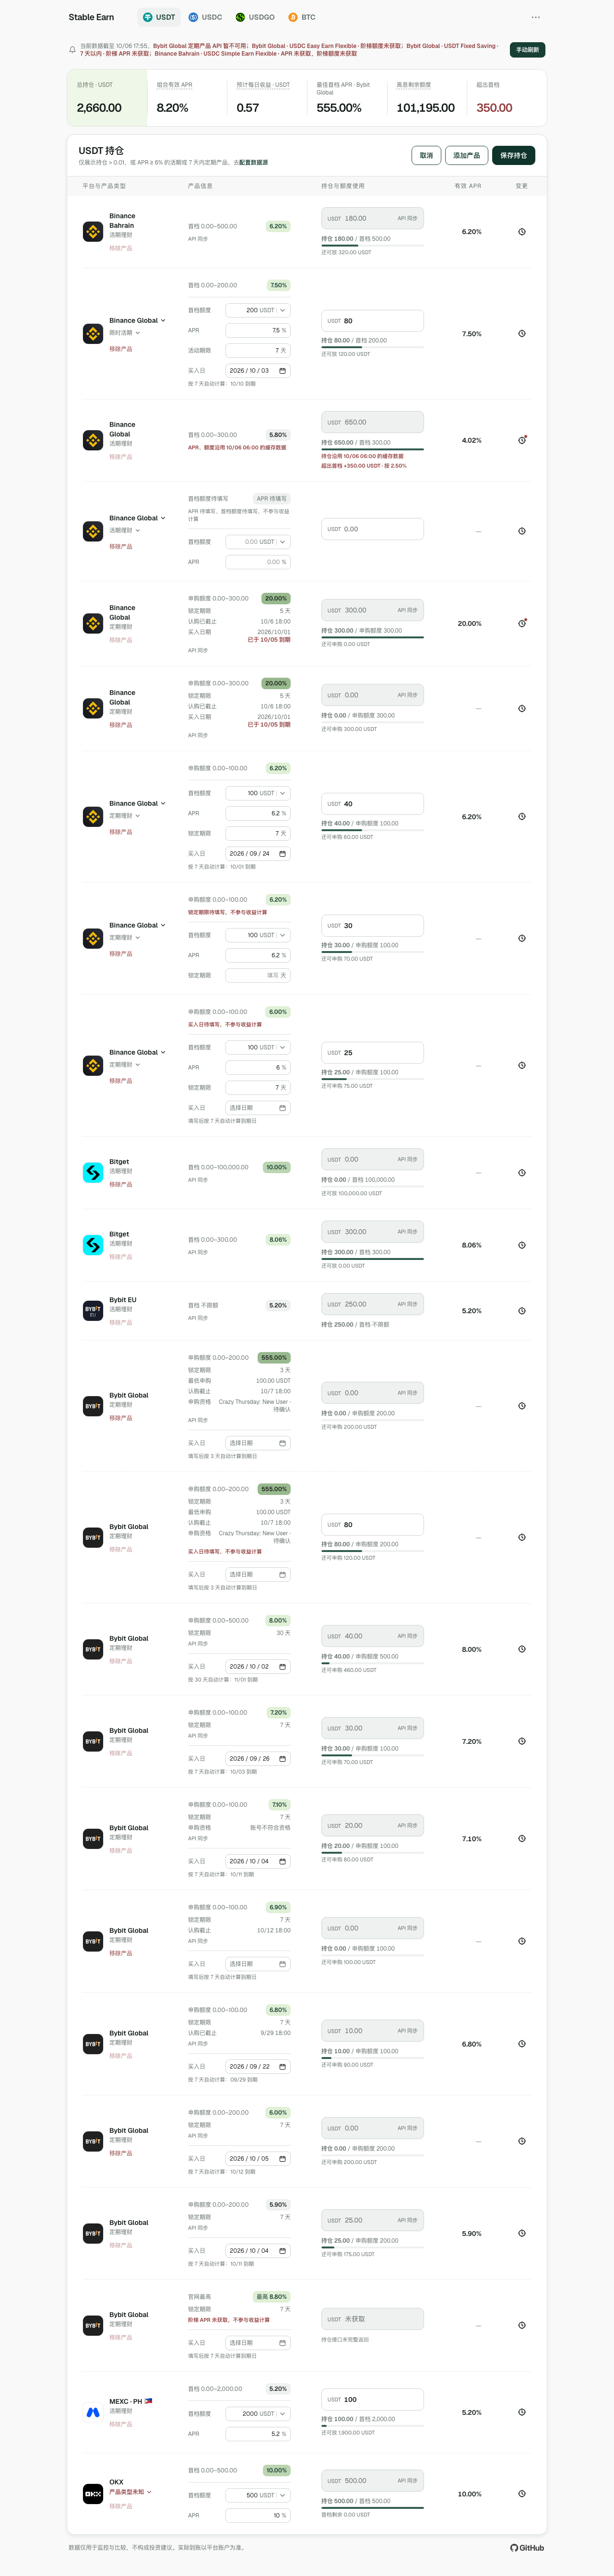 Stable Earn
USDT
USDC
USDGO
BTC
当前数据截至 10/06 17:55，Bybit Global 定期产品 API 暂不可用；Bybit Global · USDC Easy Earn Flexible · 阶梯额度未获取；Bybit Global · USDT Fixed Saving ·
7 天以内 · 阶梯 APR 未获取；Binance Bahrain · USDC Simple Earn Flexible · APR 未获取、阶梯额度未获取
手动刷新
总持仓 · USDT
2,660.00
组合有效 APR
8.20%
预计每日收益 · USDT
0.57
最佳首档 APR · Bybit
Global
555.00%
高息剩余额度
101,195.00
超出首档
350.00
USDT 持仓
仅展示持仓 > 0.01，或 APR ≥ 6% 的活期或 7 天内定期产品，去配置数据源
取消
添加产品
保存持仓
平台与产品类型
产品信息
持仓与额度使用
有效 APR
变更
Binance
Bahrain
活期理财
移除产品
首档 0.00–500.00
6.20%
API 同步
USDT 180.00 API 同步
持仓 180.00 / 首档 500.00
还可放 320.00 USDT
6.20%
Binance Global
限时活期
移除产品
首档 0.00–200.00
7.50%
首档额度
200 USDT
APR
7.5 %
活动期限
7 天
买入日
2026 / 10 / 03
按 7 天自动计算：10/10 到期
USDT 80
持仓 80.00 / 首档 200.00
还可放 120.00 USDT
7.50%
Binance
Global
活期理财
移除产品
首档 0.00–300.00
5.80%
APR、额度沿用 10/06 06:00 的缓存数据
USDT 650.00
持仓 650.00 / 首档 300.00
持仓沿用 10/06 06:00 的缓存数据
超出首档 +350.00 USDT · 按 2.50%
4.02%
Binance Global
活期理财
移除产品
首档额度待填写
APR 待填写
APR 待填写，首档额度待填写，不参与收益
计算
首档额度
0.00 USDT
APR
0.00 %
USDT 0.00
—
Binance
Global
定期理财
移除产品
申购额度 0.00–300.00
20.00%
锁定期限
5 天
认购已截止
10/6 18:00
买入日期
2026/10/01
已于 10/05 到期
API 同步
USDT 300.00 API 同步
持仓 300.00 / 申购额度 300.00
还可申购 0.00 USDT
20.00%
Binance
Global
定期理财
移除产品
申购额度 0.00–300.00
20.00%
锁定期限
5 天
认购已截止
10/6 18:00
买入日期
2026/10/01
已于 10/05 到期
API 同步
USDT 0.00 API 同步
持仓 0.00 / 申购额度 300.00
还可申购 300.00 USDT
—
Binance Global
定期理财
移除产品
申购额度 0.00–100.00
6.20%
首档额度
100 USDT
APR
6.2 %
锁定期限
7 天
买入日
2026 / 09 / 24
按 7 天自动计算：10/01 到期
USDT 40
持仓 40.00 / 申购额度 100.00
还可申购 60.00 USDT
6.20%
Binance Global
定期理财
移除产品
申购额度 0.00–100.00
6.20%
锁定期限待填写，不参与收益计算
首档额度
100 USDT
APR
6.2 %
锁定期限
填写 天
USDT 30
持仓 30.00 / 申购额度 100.00
还可申购 70.00 USDT
—
Binance Global
定期理财
移除产品
申购额度 0.00–100.00
6.00%
买入日待填写，不参与收益计算
首档额度
100 USDT
APR
6 %
锁定期限
7 天
买入日
选择日期
填写后按 7 天自动计算到期日
USDT 25
持仓 25.00 / 申购额度 100.00
还可申购 75.00 USDT
—
Bitget
活期理财
移除产品
首档 0.00–100,000.00
10.00%
API 同步
USDT 0.00 API 同步
持仓 0.00 / 首档 100,000.00
还可放 100,000.00 USDT
—
Bitget
活期理财
移除产品
首档 0.00–300.00
8.06%
API 同步
USDT 300.00 API 同步
持仓 300.00 / 首档 300.00
还可放 0.00 USDT
8.06%
BYBIT
EU
Bybit EU
活期理财
移除产品
首档 不限额
5.20%
API 同步
USDT 250.00 API 同步
持仓 250.00 / 首档 不限额
5.20%
BYBIT
Bybit Global
定期理财
移除产品
申购额度 0.00–200.00
555.00%
锁定期限
3 天
最低申购
100.00 USDT
认购截止
10/7 18:00
申购资格
Crazy Thursday: New User ·
待确认
API 同步
买入日
选择日期
填写后按 3 天自动计算到期日
USDT 0.00 API 同步
持仓 0.00 / 申购额度 200.00
还可申购 200.00 USDT
—
BYBIT
Bybit Global
定期理财
移除产品
申购额度 0.00–200.00
555.00%
锁定期限
3 天
最低申购
100.00 USDT
认购截止
10/7 18:00
申购资格
Crazy Thursday: New User ·
待确认
买入日待填写，不参与收益计算
买入日
选择日期
填写后按 3 天自动计算到期日
USDT 80
持仓 80.00 / 申购额度 200.00
还可申购 120.00 USDT
—
BYBIT
Bybit Global
定期理财
移除产品
申购额度 0.00–500.00
8.00%
锁定期限
30 天
API 同步
买入日
2026 / 10 / 02
按 30 天自动计算：11/01 到期
USDT 40.00 API 同步
持仓 40.00 / 申购额度 500.00
还可申购 460.00 USDT
8.00%
BYBIT
Bybit Global
定期理财
移除产品
申购额度 0.00–100.00
7.20%
锁定期限
7 天
API 同步
买入日
2026 / 09 / 26
按 7 天自动计算：10/03 到期
USDT 30.00 API 同步
持仓 30.00 / 申购额度 100.00
还可申购 70.00 USDT
7.20%
BYBIT
Bybit Global
定期理财
移除产品
申购额度 0.00–100.00
7.10%
锁定期限
7 天
申购资格
账号不符合资格
API 同步
买入日
2026 / 10 / 04
按 7 天自动计算：10/11 到期
USDT 20.00 API 同步
持仓 20.00 / 申购额度 100.00
还可申购 80.00 USDT
7.10%
BYBIT
Bybit Global
定期理财
移除产品
申购额度 0.00–100.00
6.90%
锁定期限
7 天
认购截止
10/12 18:00
API 同步
买入日
选择日期
填写后按 7 天自动计算到期日
USDT 0.00 API 同步
持仓 0.00 / 申购额度 100.00
还可申购 100.00 USDT
—
BYBIT
Bybit Global
定期理财
移除产品
申购额度 0.00–100.00
6.80%
锁定期限
7 天
认购已截止
9/29 18:00
API 同步
买入日
2026 / 09 / 22
按 7 天自动计算：09/29 到期
USDT 10.00 API 同步
持仓 10.00 / 申购额度 100.00
还可申购 90.00 USDT
6.80%
BYBIT
Bybit Global
定期理财
移除产品
申购额度 0.00–200.00
6.00%
锁定期限
7 天
API 同步
买入日
2026 / 10 / 05
按 7 天自动计算：10/12 到期
USDT 0.00 API 同步
持仓 0.00 / 申购额度 200.00
还可申购 200.00 USDT
—
BYBIT
Bybit Global
定期理财
移除产品
申购额度 0.00–200.00
5.90%
锁定期限
7 天
API 同步
买入日
2026 / 10 / 04
按 7 天自动计算：10/11 到期
USDT 25.00 API 同步
持仓 25.00 / 申购额度 200.00
还可申购 175.00 USDT
5.90%
BYBIT
Bybit Global
定期理财
移除产品
官网最高
最高 8.80%
锁定期限
7 天
阶梯 APR 未获取，不参与收益计算
买入日
选择日期
填写后按 7 天自动计算到期日
USDT 未获取
持仓接口未完整返回
—
MEXC · PH
活期理财
移除产品
首档 0.00–2,000.00
5.20%
首档额度
2000 USDT
APR
5.2 %
USDT 100
持仓 100.00 / 首档 2,000.00
还可放 1,900.00 USDT
5.20%
OKX
OKX
产品类型未知
移除产品
首档 0.00–500.00
10.00%
首档额度
500 USDT
APR
10 %
USDT 500.00 API 同步
持仓 500.00 / 首档 500.00
首档剩余 0.00 USDT
10.00%
数据仅用于监控与比较，不构成投资建议。实际到账以平台账户为准。
GitHub